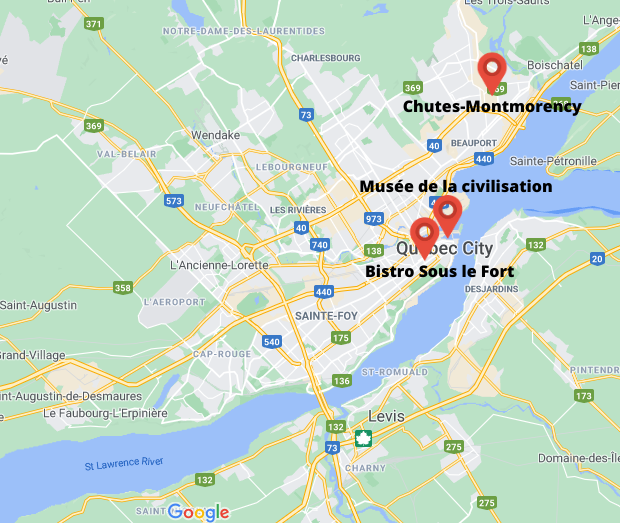 Les Trois-Saults
371
NOTRE-DAME-DES-LAURENTIDES
L'Ange-
138
CHARLESBOURG
Boischatel
Saint-Pier
369
369
Chutes-Montmorency
73
369
Wendake
40
BEAUPORT
VAL-BELAIR
440
Sainte-Pétronille
LEBOURGNEUF
Musée de la civilisation
573
NEUFCHÂTEL
LES RIVIÈRES
973
40
740
138
Québec City
132
20
L'Ancienne-Lorette
Bistro Sous le Fort
358
440
DESJARDINS
L'AEROPORT
Saint-Augustin
SAINTE-FOY
175
540
Grand-Village
CAP-ROUGE
ST-ROMUALD
PINTENDRE
136
173
nt-Augustin-de-Desmaures
Le Faubourg-L'Erpinière
Levis
132
73
275
Domaine-des-Île
St Lawrence River
CHARNY
132
171
275
SAINT
Google